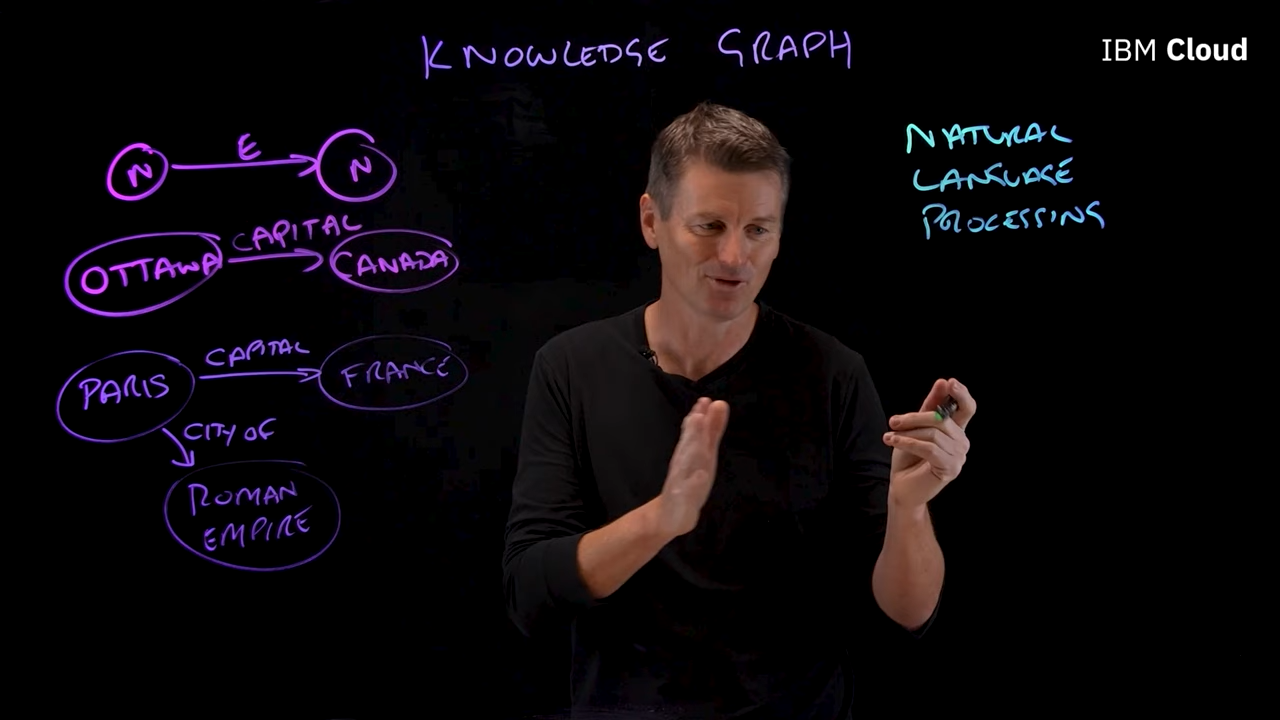 KNOWLEDGE GRAPH
IBM Cloud
N E N
OTTAWA CAPITAL CANADA
PARIS CAPITAL FRANCE
CITY OF
ROMAN
EMPIRE
NATURAL
LANGUAGE
PROCESSING